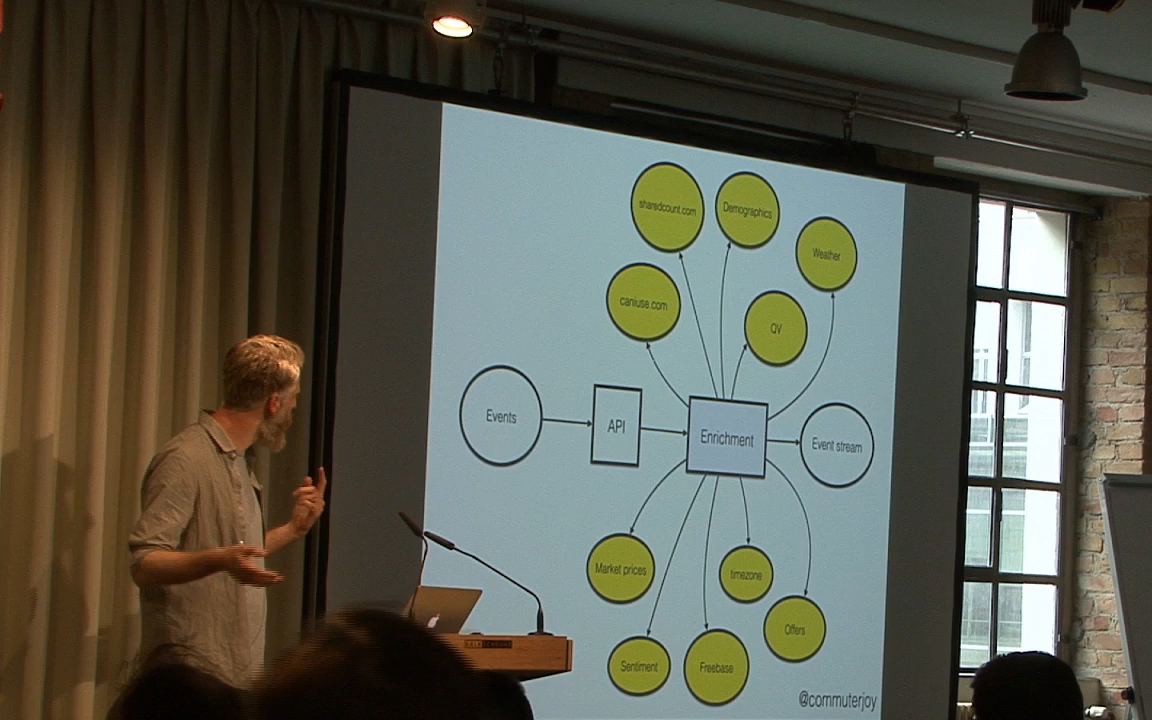 sharedcount.com
Demographics
Weather
caniuse.com
QV
Events
API
Enrichment
Event stream
Market prices
timezone
Offers
Sentiment
Freebase
@commuterjoy